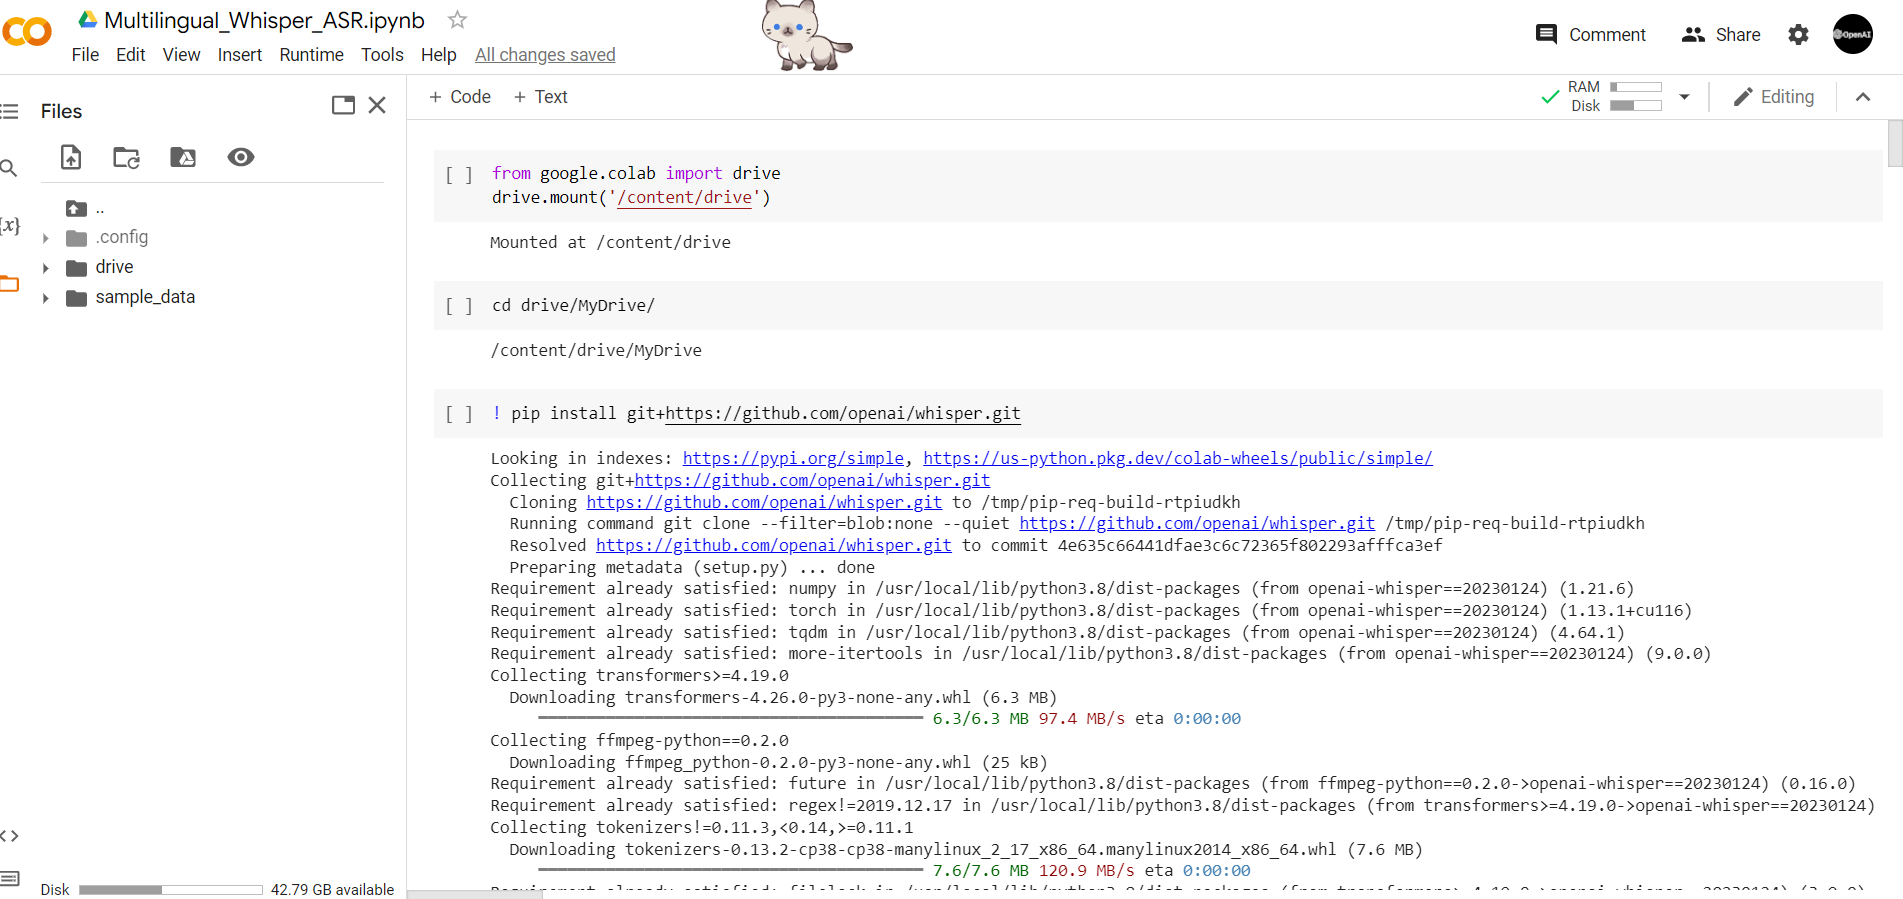 Multilingual_Whisper_ASR.ipynb
File Edit View Insert Runtime Tools Help All changes saved
Comment Share
OpenAI
Files
+ Code + Text
RAM
Disk
Editing
..
.config
drive
sample_data
{x}
[ ] from google.colab import drive
drive.mount('/content/drive')
Mounted at /content/drive
[ ] cd drive/MyDrive/
/content/drive/MyDrive
[ ] ! pip install git+https://github.com/openai/whisper.git
Looking in indexes: https://pypi.org/simple, https://us-python.pkg.dev/colab-wheels/public/simple/
Collecting git+https://github.com/openai/whisper.git
Cloning https://github.com/openai/whisper.git to /tmp/pip-req-build-rtpiudkh
Running command git clone --filter=blob:none --quiet https://github.com/openai/whisper.git /tmp/pip-req-build-rtpiudkh
Resolved https://github.com/openai/whisper.git to commit 4e635c66441dfae3c6c72365f802293afffca3ef
Preparing metadata (setup.py) ... done
Requirement already satisfied: numpy in /usr/local/lib/python3.8/dist-packages (from openai-whisper==20230124) (1.21.6)
Requirement already satisfied: torch in /usr/local/lib/python3.8/dist-packages (from openai-whisper==20230124) (1.13.1+cu116)
Requirement already satisfied: tqdm in /usr/local/lib/python3.8/dist-packages (from openai-whisper==20230124) (4.64.1)
Requirement already satisfied: more-itertools in /usr/local/lib/python3.8/dist-packages (from openai-whisper==20230124) (9.0.0)
Collecting transformers>=4.19.0
Downloading transformers-4.26.0-py3-none-any.whl (6.3 MB)
6.3/6.3 MB 97.4 MB/s eta 0:00:00
Collecting ffmpeg-python==0.2.0
Downloading ffmpeg_python-0.2.0-py3-none-any.whl (25 kB)
Requirement already satisfied: future in /usr/local/lib/python3.8/dist-packages (from ffmpeg-python==0.2.0->openai-whisper==20230124) (0.16.0)
Requirement already satisfied: regex!=2019.12.17 in /usr/local/lib/python3.8/dist-packages (from transformers>=4.19.0->openai-whisper==20230124)
Collecting tokenizers!=0.11.3,<0.14,>=0.11.1
Downloading tokenizers-0.13.2-cp38-cp38-manylinux_2_17_x86_64.manylinux2014_x86_64.whl (7.6 MB)
7.6/7.6 MB 120.9 MB/s eta 0:00:00
Disk 42.79 GB available